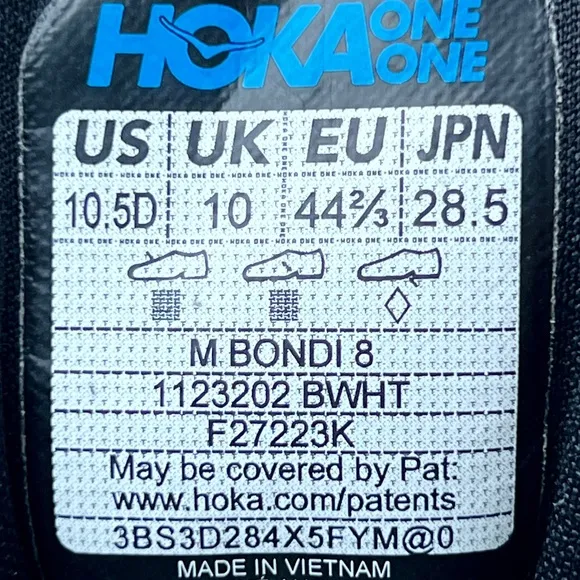 HOKA ONE ONE
US UK EU JPN
10.5D 10 44⅔ 28.5
M BONDI 8
1123202 BWHT
F27223K
May be covered by Pat:
www.hoka.com/patents
3BS3D284X5FYM@0
MADE IN VIETNAM